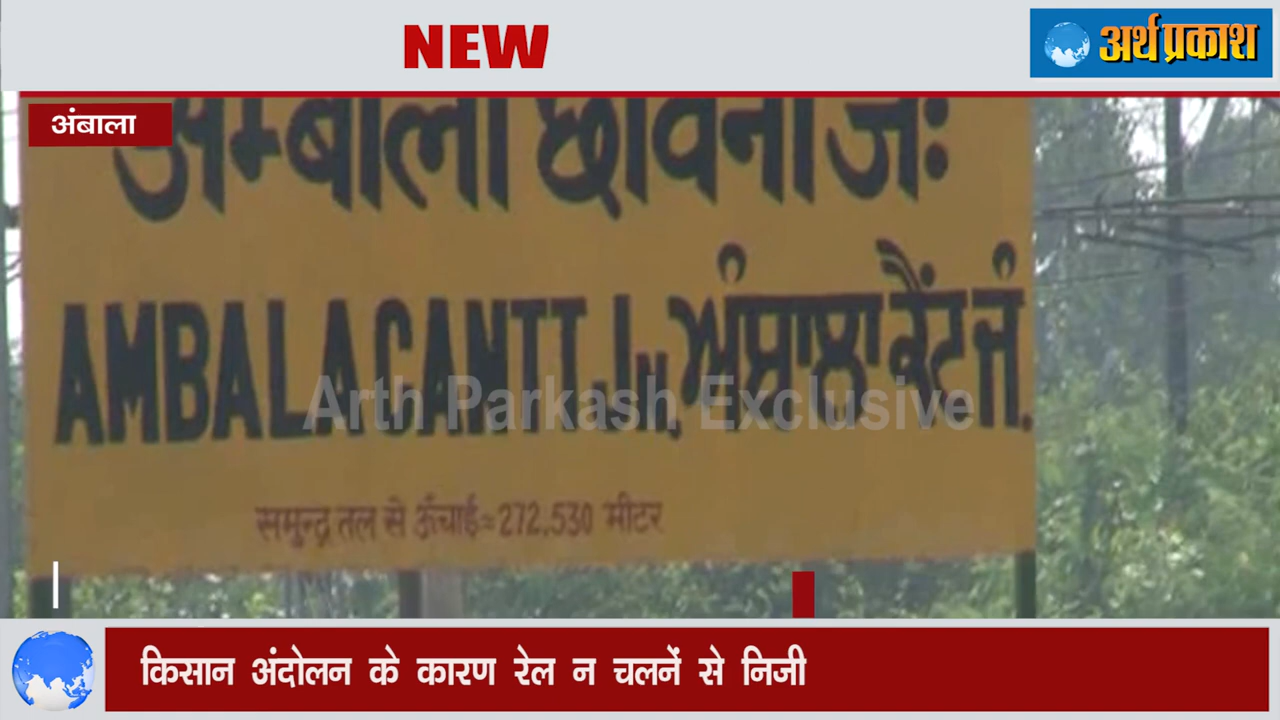 NEW
अर्थ प्रकाश
अंबाला
अम्बाला छावनी जः
AMBALA CANTT. JN. ਅੰਬਾਲਾ ਕੈਂਟ ਜੰ.
Arth Parkash Exclusive
समुन्द्र तल से ऊँचाई=272.530 मीटर
किसान अंदोलन के कारण रेल न चलनें से निजी